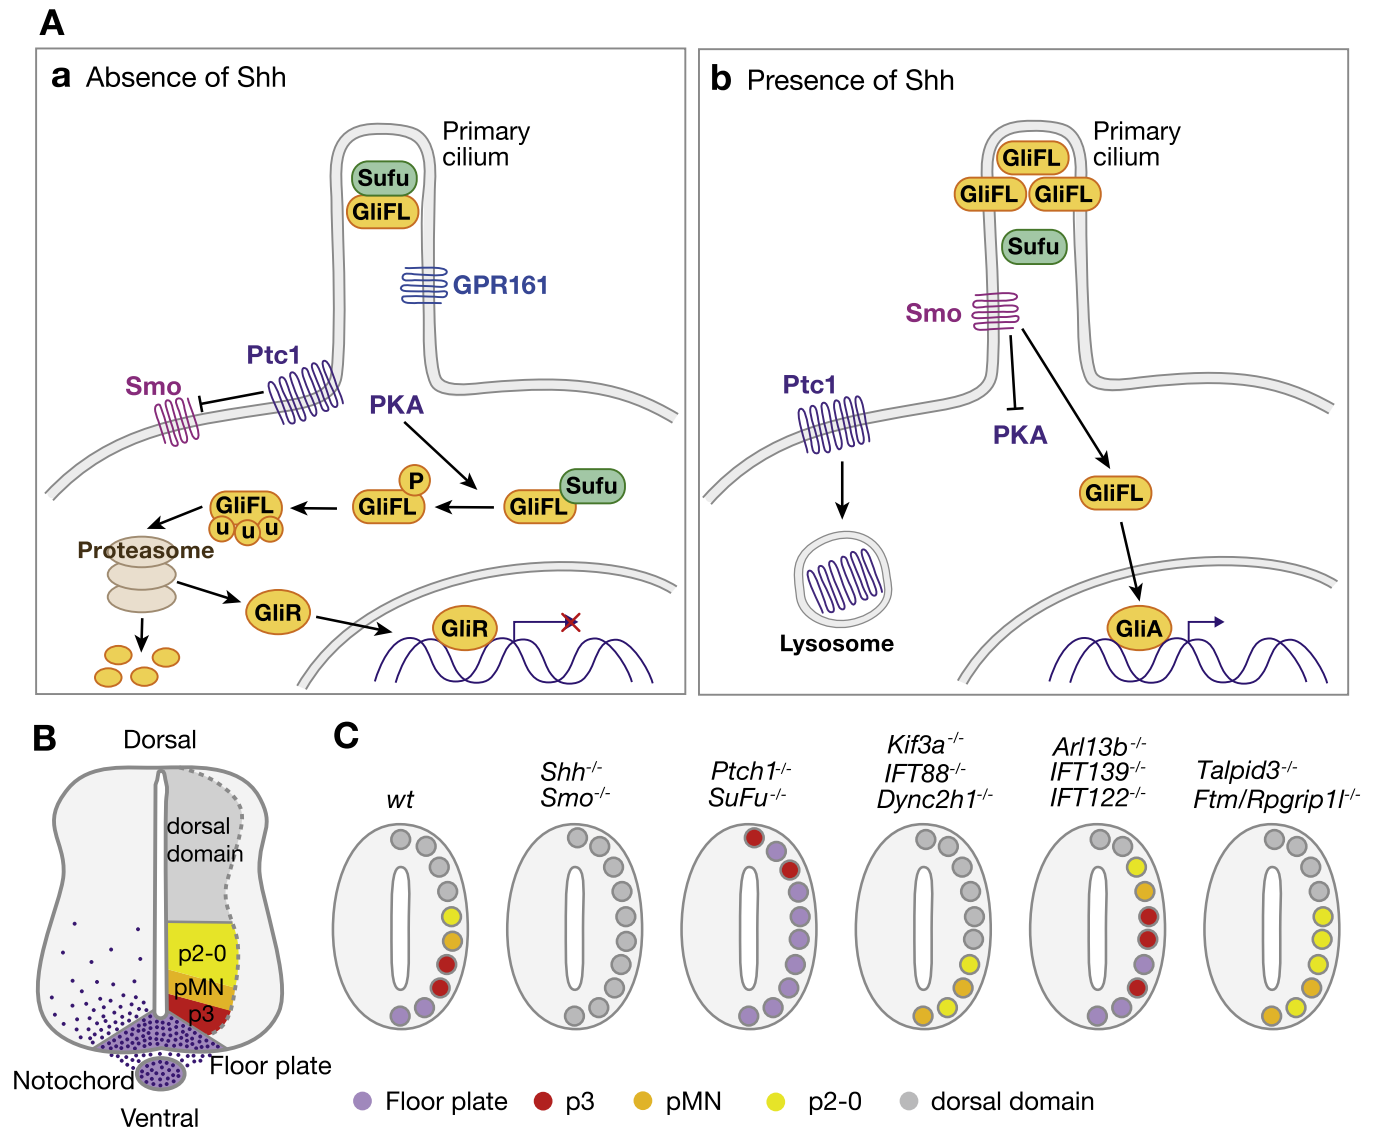 A
a Absence of Shh
Primary
cilium
Sufu
GliFL
GPR161
Ptc1
Smo
PKA
P
Sufu
GliFL
GliFL
GliFL
u u u
Proteasome
GliR
GliR
b Presence of Shh
Primary
cilium
GliFL
GliFL GliFL
Sufu
Smo
Ptc1
PKA
GliFL
Lysosome
GliA
B
Dorsal
dorsal
domain
p2-0
pMN
p3
Floor plate
Notochord
Ventral
C
wt
Shh-/-
Smo-/-
Ptch1-/-
SuFu-/-
Kif3a-/-
IFT88-/-
Dync2h1-/-
Arl13b-/-
IFT139-/-
IFT122-/-
Talpid3-/-
Ftm/Rpgrip1l-/-
Floor plate p3 pMN p2-0 dorsal domain